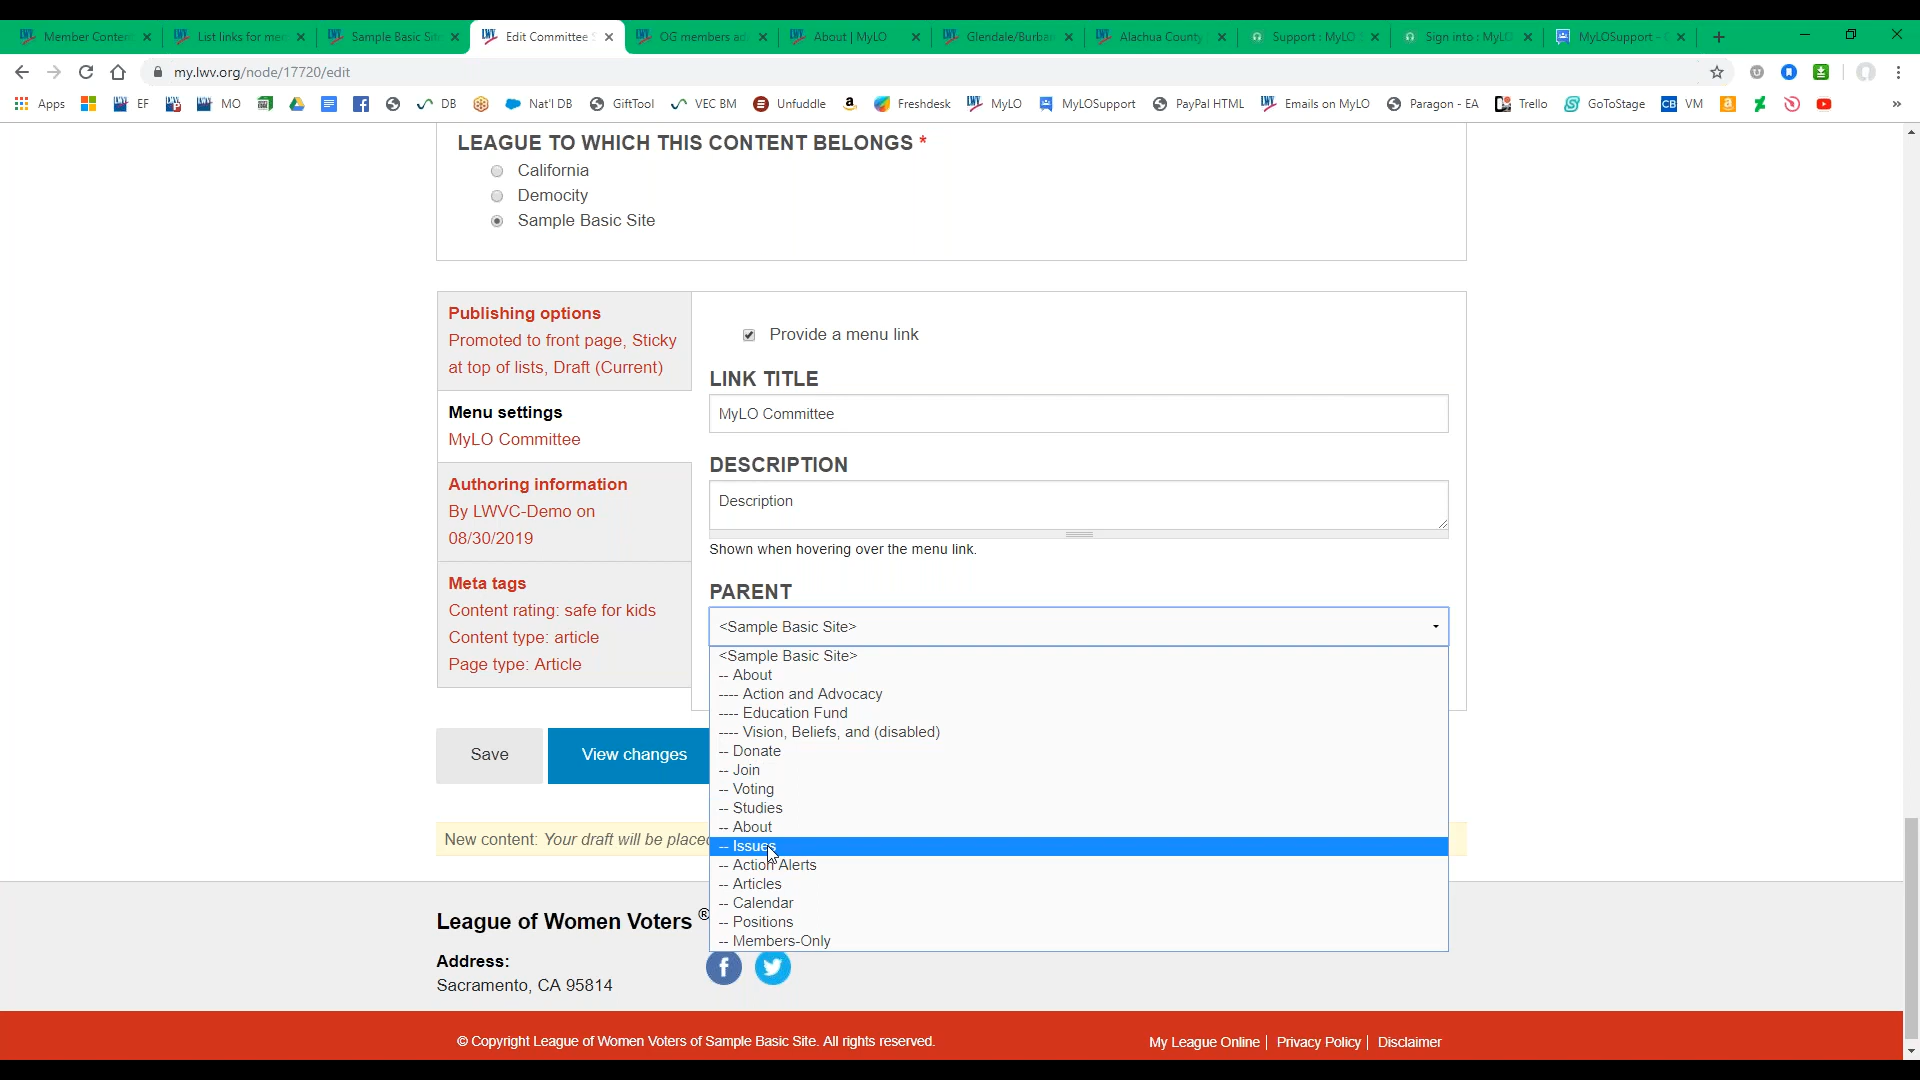 Member Conten
List links for me
Sample Basic Sit
Edit Committee S
OG members ad
About | MyLO
Glendale/Burba
Alachua County
Support : MyLO S
Sign into : MyLO
MyLOSupport -
my.lwv.org/node/17720/edit
Apps
EF
MO
DB
Nat'l DB
GiftTool
VEC BM
Unfuddle
Freshdesk
MyLO
MyLOSupport
PayPal HTML
Emails on MyLO
Paragon - EA
Trello
GoToStage
CB VM
LEAGUE TO WHICH THIS CONTENT BELONGS *
California
Democity
Sample Basic Site
Publishing options
Promoted to front page, Sticky
at top of lists, Draft (Current)
Menu settings
MyLO Committee
Authoring information
By LWVC-Demo on
08/30/2019
Meta tags
Content rating: safe for kids
Content type: article
Page type: Article
Provide a menu link
LINK TITLE
MyLO Committee
DESCRIPTION
Description
Shown when hovering over the menu link.
PARENT
<Sample Basic Site>
<Sample Basic Site>
-- About
---- Action and Advocacy
---- Education Fund
---- Vision, Beliefs, and (disabled)
-- Donate
-- Join
-- Voting
-- Studies
-- About
-- Issues
-- Action Alerts
-- Articles
-- Calendar
-- Positions
-- Members-Only
Save
View changes
New content: Your draft will be placed
League of Women Voters ®
Address:
Sacramento, CA 95814
© Copyright League of Women Voters of Sample Basic Site. All rights reserved.
My League Online | Privacy Policy | Disclaimer